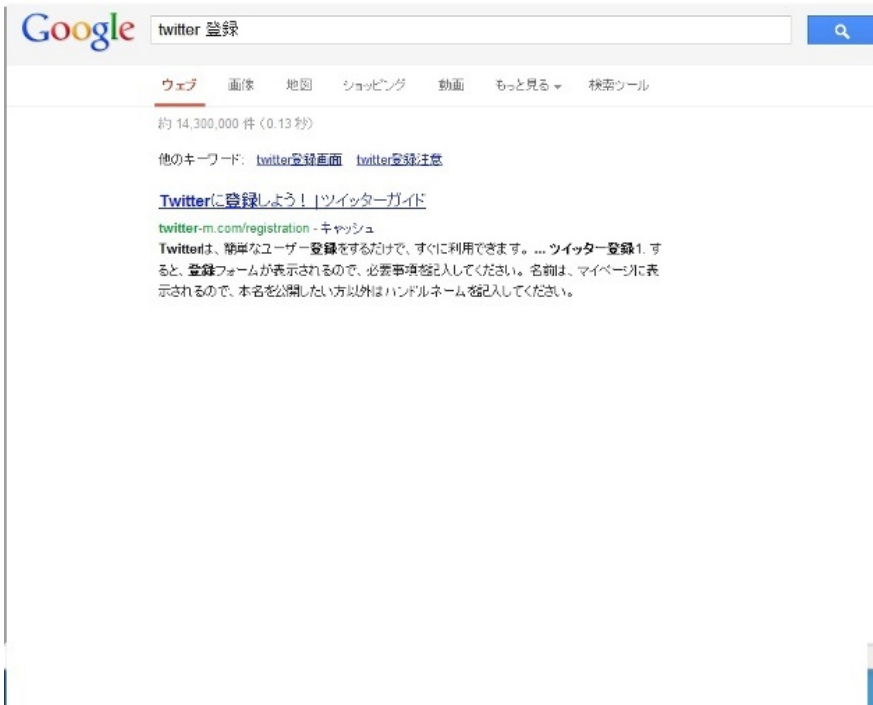 Google twitter 登録
ウェブ 画像 地図 ショッピング 動画 もっと見る 検索ツール
約 14,300,000 件 (0.13 秒)
他のキーワード: twitter登録画面 twitter登録注意
Twitterに登録しよう! | ツイッターガイド
twitter-m.com/registration - キャッシュ
Twitterは、簡単なユーザー登録をするだけで、すぐに利用できます。 ... ツイッター登録1. す
ると、登録フォームが表示されるので、必要事項を記入してください。名前は、マイページに表
示されるので、本名を公開したい方以外はハンドルネームを記入してください。